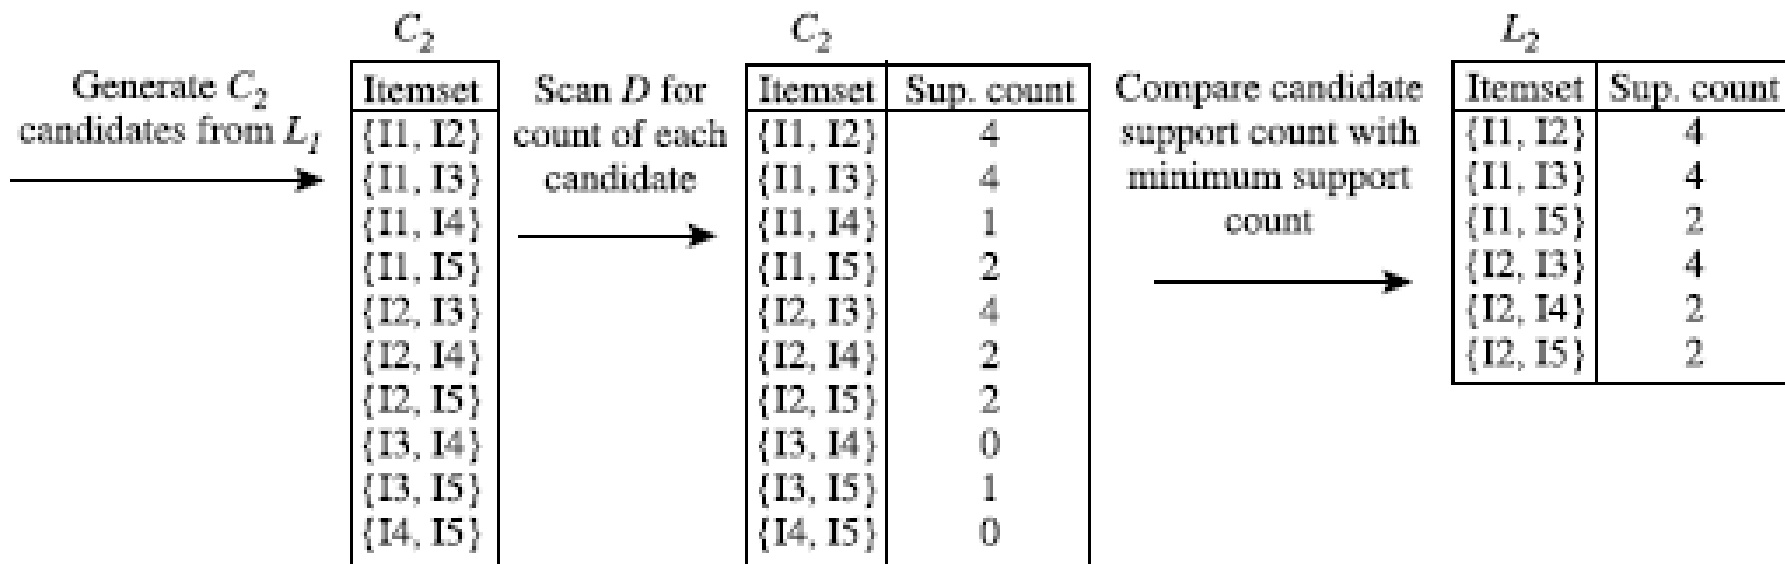 C2
Generate C2
candidates from L1
Itemset
{I1, I2}
{I1, I3}
{I1, I4}
{I1, I5}
{I2, I3}
{I2, I4}
{I2, I5}
{I3, I4}
{I3, I5}
{I4, I5}
Scan D for
count of each
candidate
C2
Itemset Sup. count
{I1, I2} 4
{I1, I3} 4
{I1, I4} 1
{I1, I5} 2
{I2, I3} 4
{I2, I4} 2
{I2, I5} 2
{I3, I4} 0
{I3, I5} 1
{I4, I5} 0
Compare candidate
support count with
minimum support
count
L2
Itemset Sup. count
{I1, I2} 4
{I1, I3} 4
{I1, I5} 2
{I2, I3} 4
{I2, I4} 2
{I2, I5} 2